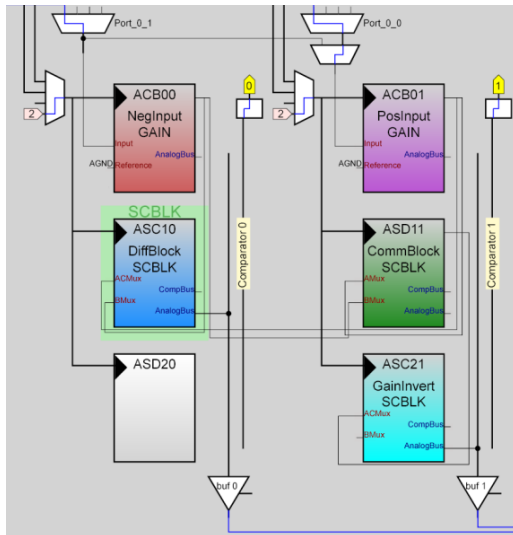 Port_0_1
Port_0_0
0
1
2
ACB00
NegInput
GAIN
Input
AnalogBus
AGND
Reference
2
ACB01
PosInput
GAIN
Input
AnalogBus
AGND
Reference
SCBLK
ASC10
DiffBlock
SCBLK
ACMux
CompBus
BMux
AnalogBus
Comparator 0
ASD11
CommBlock
SCBLK
AMux
CompBus
BMux
AnalogBus
Comparator 1
ASD20
ASC21
GainInvert
SCBLK
ACMux
CompBus
BMux
AnalogBus
buf 0
buf 1